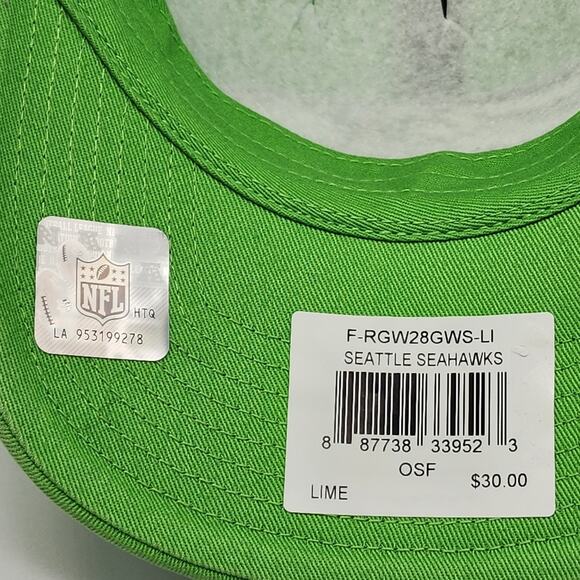 NFL
HTQ
LA 953199278
F-RGW28GWS-LI
SEATTLE SEAHAWKS
8 87738 33952 3
OSF
$30.00
LIME